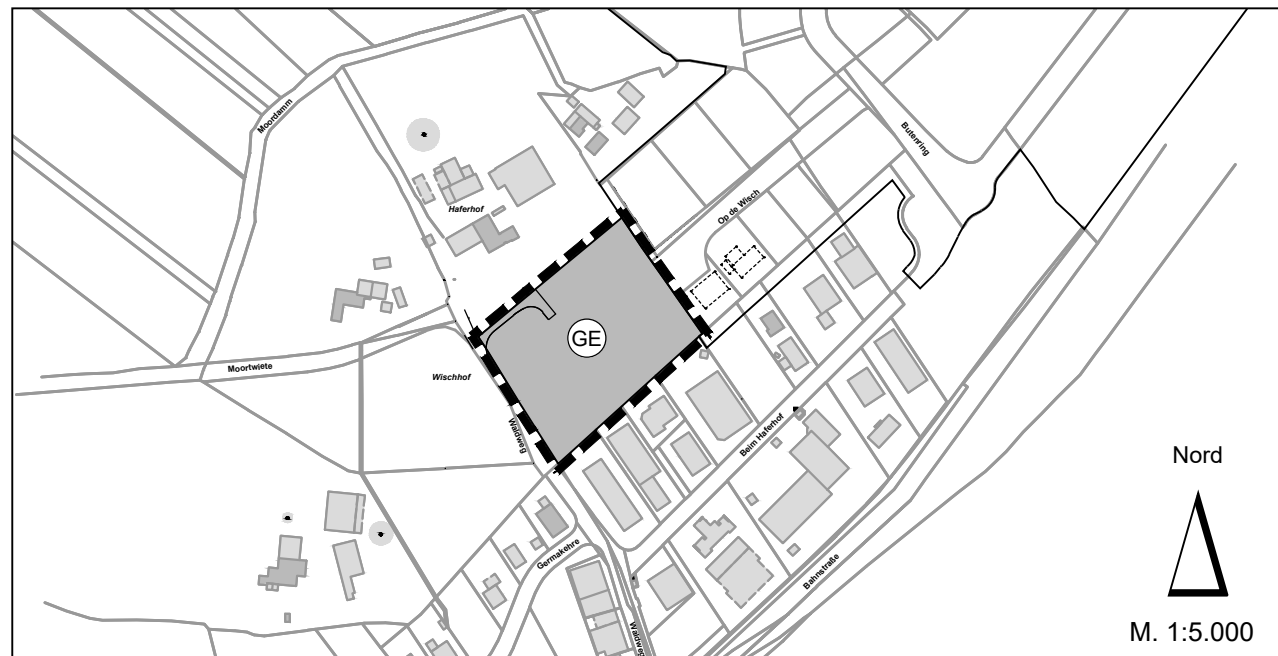 Moordamm
Butenring
Op de Wisch
Haferhof
GE
Moortwiete
Wischhof
Waldweg
Beim Haferhof
Nord
Germakehre
Bahnstraße
Waldweg
M. 1:5.000